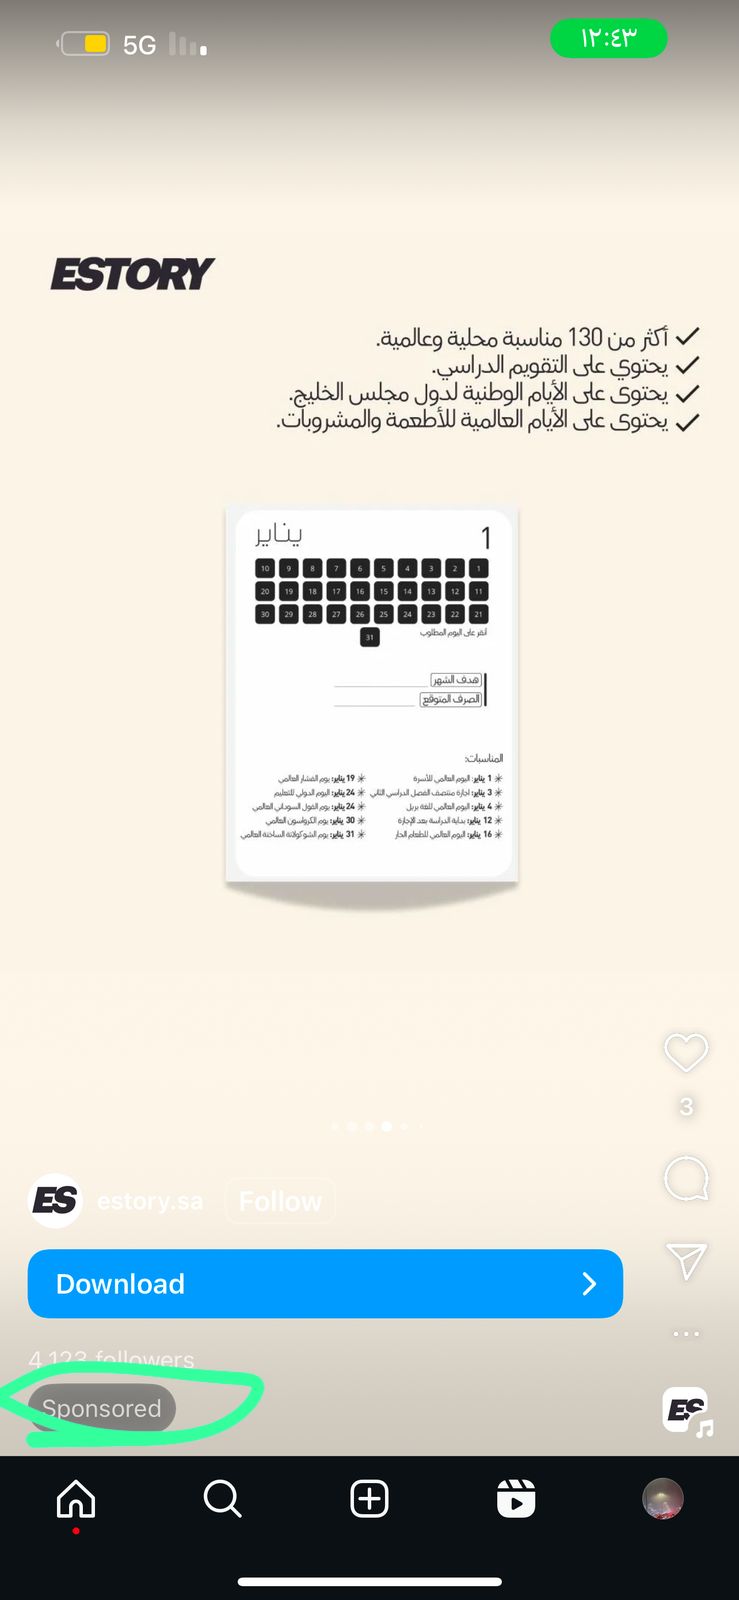 5G
١٢:٤٣
ESTORY
أكثر من 130 مناسبة محلية وعالمية.
يحتوي على التقويم الدراسي.
يحتوى على الأيام الوطنية لدول مجلس الخليج.
يحتوى على الأيام العالمية للأطعمة والمشروبات.
1 يناير
1 2 3 4 5 6 7 8 9 10
11 12 13 14 15 16 17 18 19 20
21 22 23 24 25 26 27 28 29 30
31
أنقر على اليوم المطلوب
هدف الشهر
الصرف المتوقع
المناسبات:
1 يناير: اليوم العالمي للأسرة
3 يناير: اجازة منتصف الفصل الدراسي الثاني
4 يناير: اليوم العالمي للغة بريل
12 يناير: بداية الدراسة بعد الإجازة
16 يناير: اليوم العالمي للطعام الحار
19 يناير: يوم الفشار العالمي
24 يناير: اليوم الدولي للتعليم
24 يناير: يوم الفول السوداني العالمي
30 يناير: يوم الكرواسون العالمي
31 يناير: يوم الشوكولاتة الساخنة العالمي
3
ES estory.sa Follow
Download
4,123 followers
Sponsored
ES